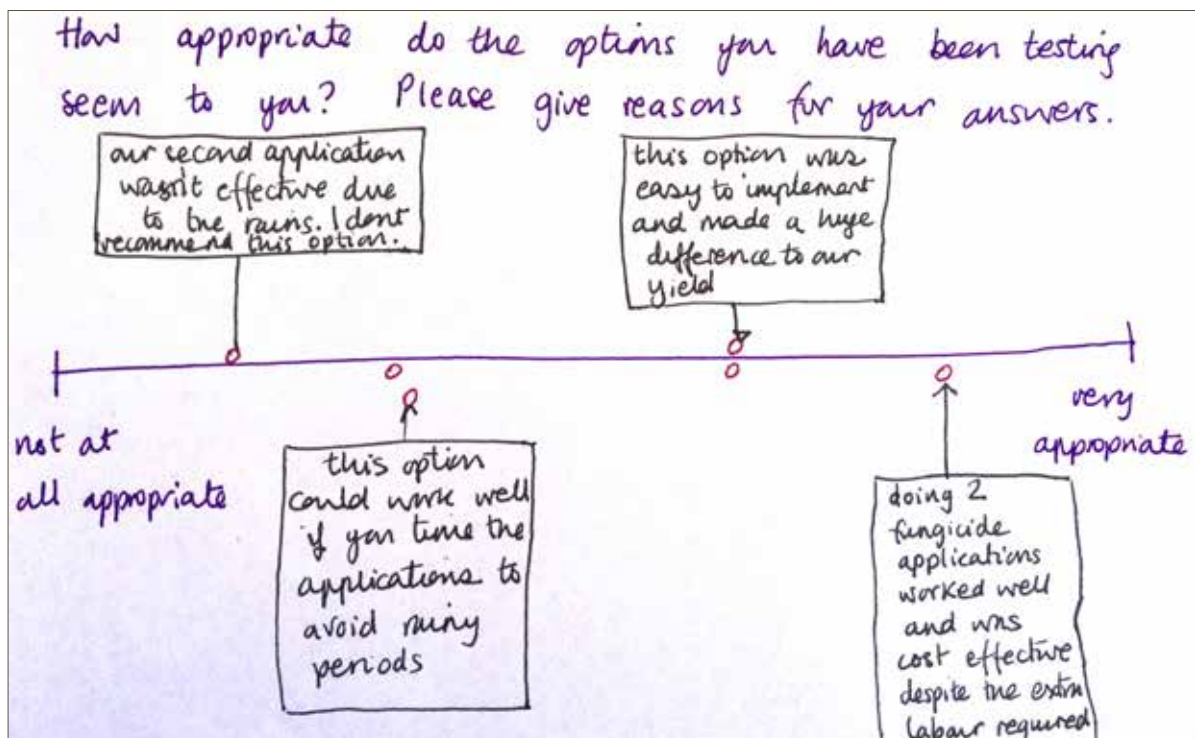 How appropriate do the options you have been testing
seem to you? Please give reasons for your answers.
our second application
wasn't effective due
to the rains. I dont
recommend this option.
this option was
easy to implement
and made a huge
difference to our
yield
not at
all appropriate
very
appropriate
this option
could work well
if you time the
applications to
avoid rainy
periods
doing 2
fungicide
applications
worked well
and was
cost effective
despite the extra
labour required